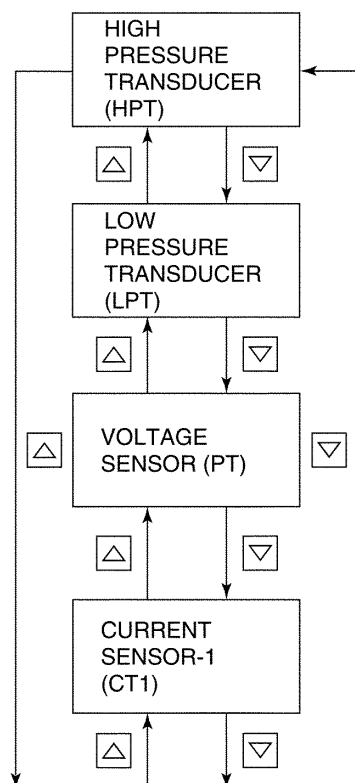 HIGH
PRESSURE
TRANSDUCER
(HPT)
LOW
PRESSURE
TRANSDUCER
(LPT)
VOLTAGE
SENSOR (PT)
CURRENT
SENSOR-1
(CT1)